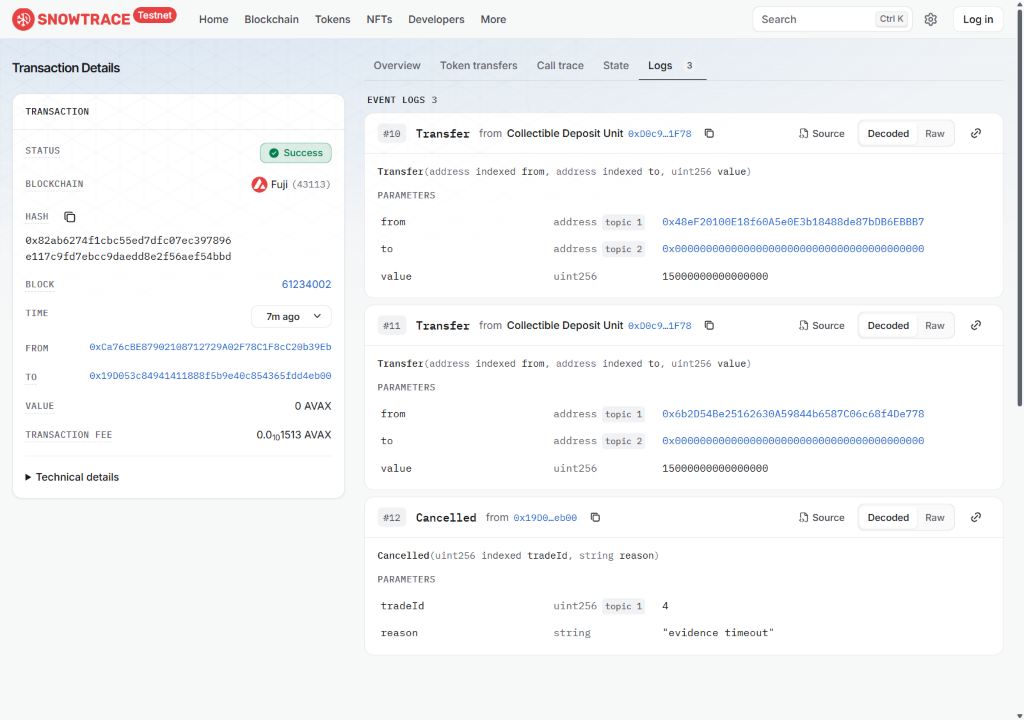 SNOWTRACE Testnet
Home Blockchain Tokens NFTs Developers More
Search Ctrl K Log in
Transaction Details
TRANSACTION
STATUS Success
BLOCKCHAIN Fuji (43113)
HASH
0x82ab6274f1cbc55ed7dfc07ec397896
e117c9fd7ebcc9daedd8e2f56aef54bbd
BLOCK 61234002
TIME 7m ago
FROM 0xCa76cBE87902108712729A02F78C1F8cC20b39Eb
TO 0x19D053c84941411888f5b9e40c854365fdd4eb00
VALUE 0 AVAX
TRANSACTION FEE 0.0₁₀1513 AVAX
Technical details
Overview Token transfers Call trace State Logs 3
EVENT LOGS 3
#10 Transfer from Collectible Deposit Unit 0xD0c9…1F78 Source Decoded Raw
Transfer(address indexed from, address indexed to, uint256 value)
PARAMETERS
from address topic 1 0x48eF20100E18f60A5e0E3b18488de87bDB6EBBB7
to address topic 2 0x0000000000000000000000000000000000000000
value uint256 15000000000000000
#11 Transfer from Collectible Deposit Unit 0xD0c9…1F78 Source Decoded Raw
Transfer(address indexed from, address indexed to, uint256 value)
PARAMETERS
from address topic 1 0x6b2D54Be25162630A59844b6587C06c68f4De778
to address topic 2 0x0000000000000000000000000000000000000000
value uint256 15000000000000000
#12 Cancelled from 0x19D0…eb00 Source Decoded Raw
Cancelled(uint256 indexed tradeId, string reason)
PARAMETERS
tradeId uint256 topic 1 4
reason string "evidence timeout"